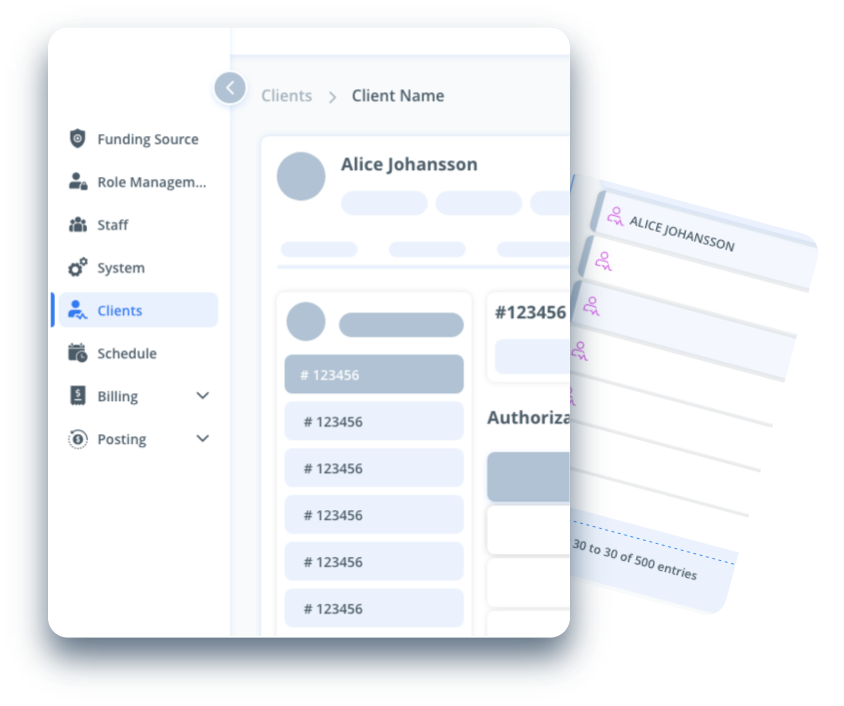 Clients > Client Name
Funding Source
Role Managem...
Staff
System
Clients
Schedule
Billing
Posting
Alice Johansson
#123456
# 123456
# 123456
# 123456
# 123456
# 123456
# 123456
Authoriza
ALICE JOHANSSON
30 to 30 of 500 entries